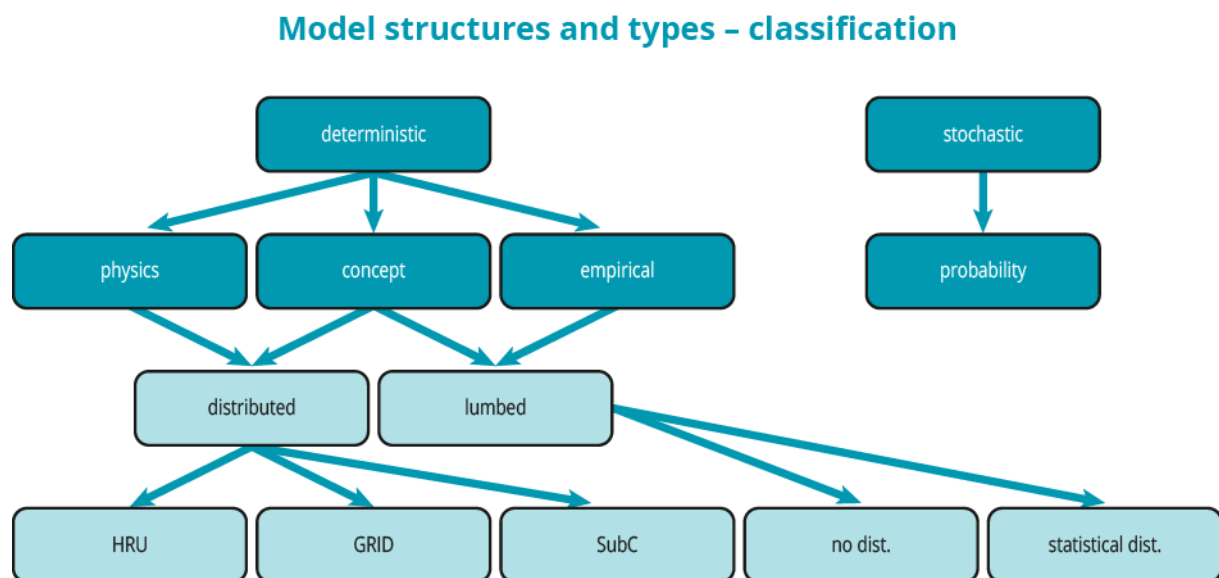 Model structures and types – classification
deterministic
stochastic
physics
concept
empirical
probability
distributed
lumbed
HRU
GRID
SubC
no dist.
statistical dist.